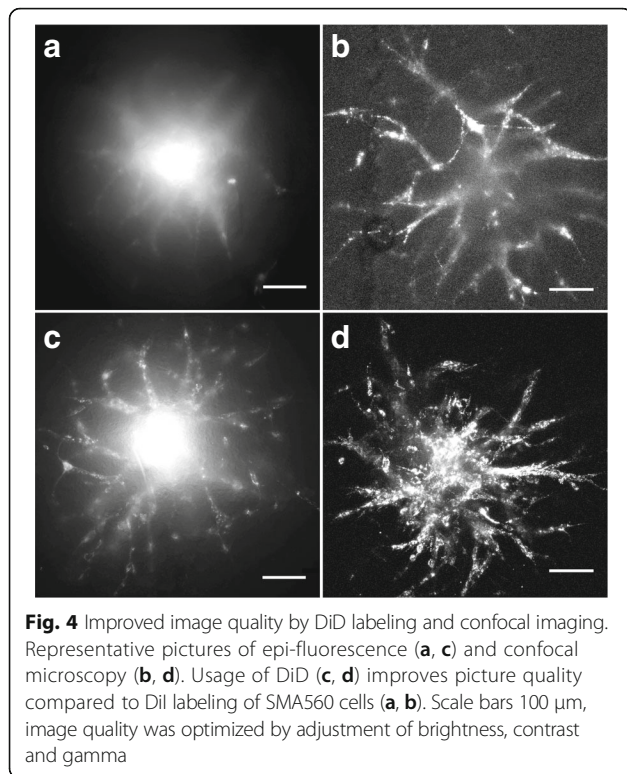 a
b
c
d
Fig. 4 Improved image quality by DiD labeling and confocal imaging.
Representative pictures of epi-fluorescence (a, c) and confocal
microscopy (b, d). Usage of DiD (c, d) improves picture quality
compared to DiI labeling of SMA560 cells (a, b). Scale bars 100 μm,
image quality was optimized by adjustment of brightness, contrast
and gamma